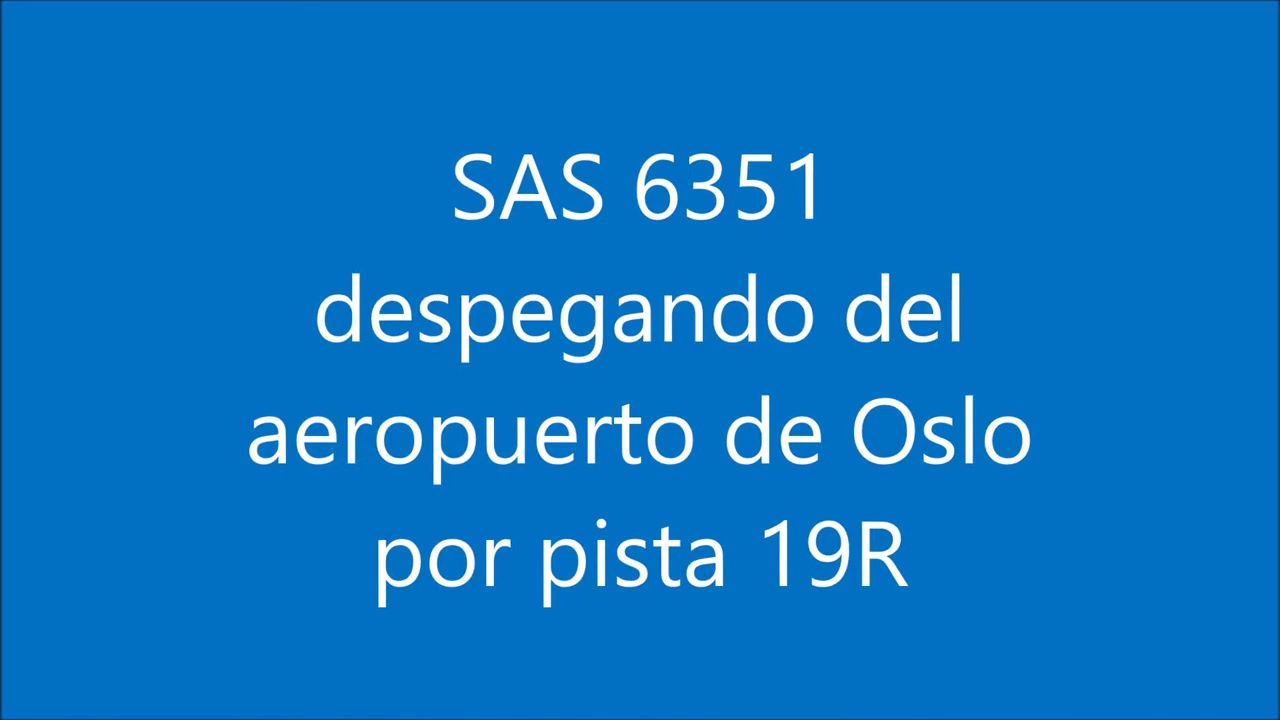 SAS 6351
despegando del
aeropuerto de Oslo
por pista 19R